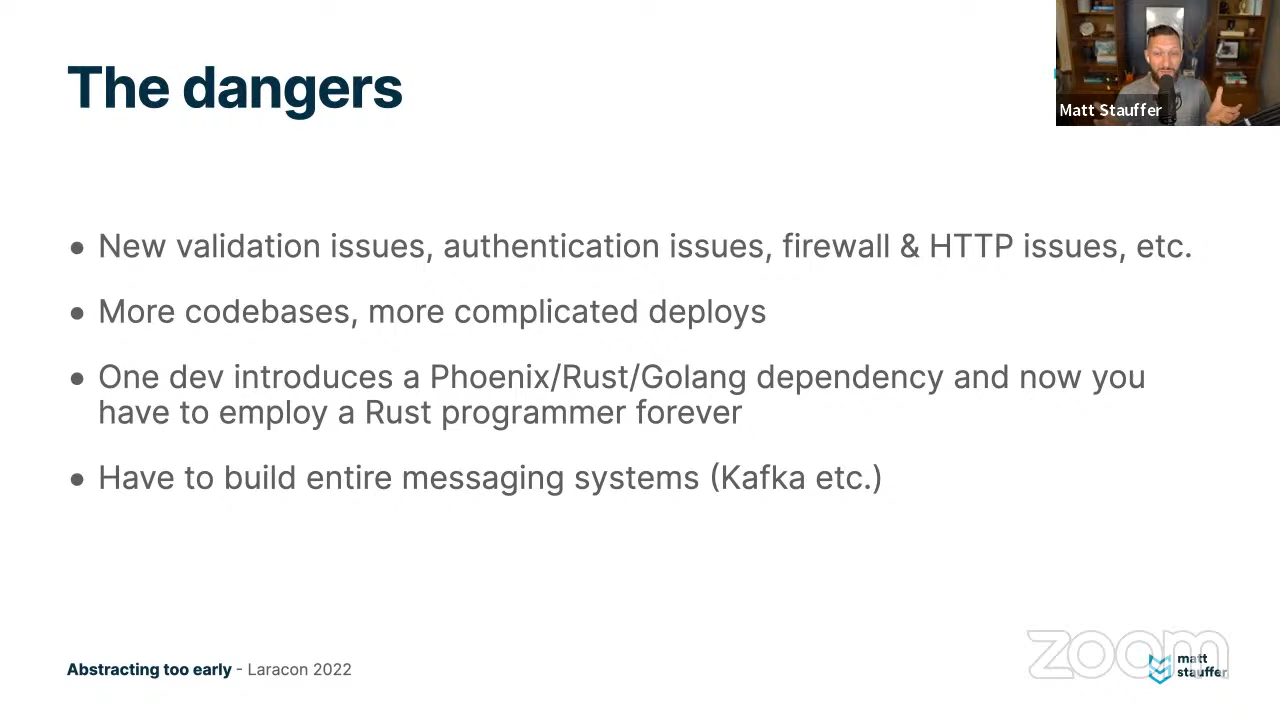 The dangers
Matt Stauffer
● New validation issues, authentication issues, firewall & HTTP issues, etc.
● More codebases, more complicated deploys
● One dev introduces a Phoenix/Rust/Golang dependency and now you
have to employ a Rust programmer forever
● Have to build entire messaging systems (Kafka etc.)
Abstracting too early - Laracon 2022
zoom
matt
stauffer